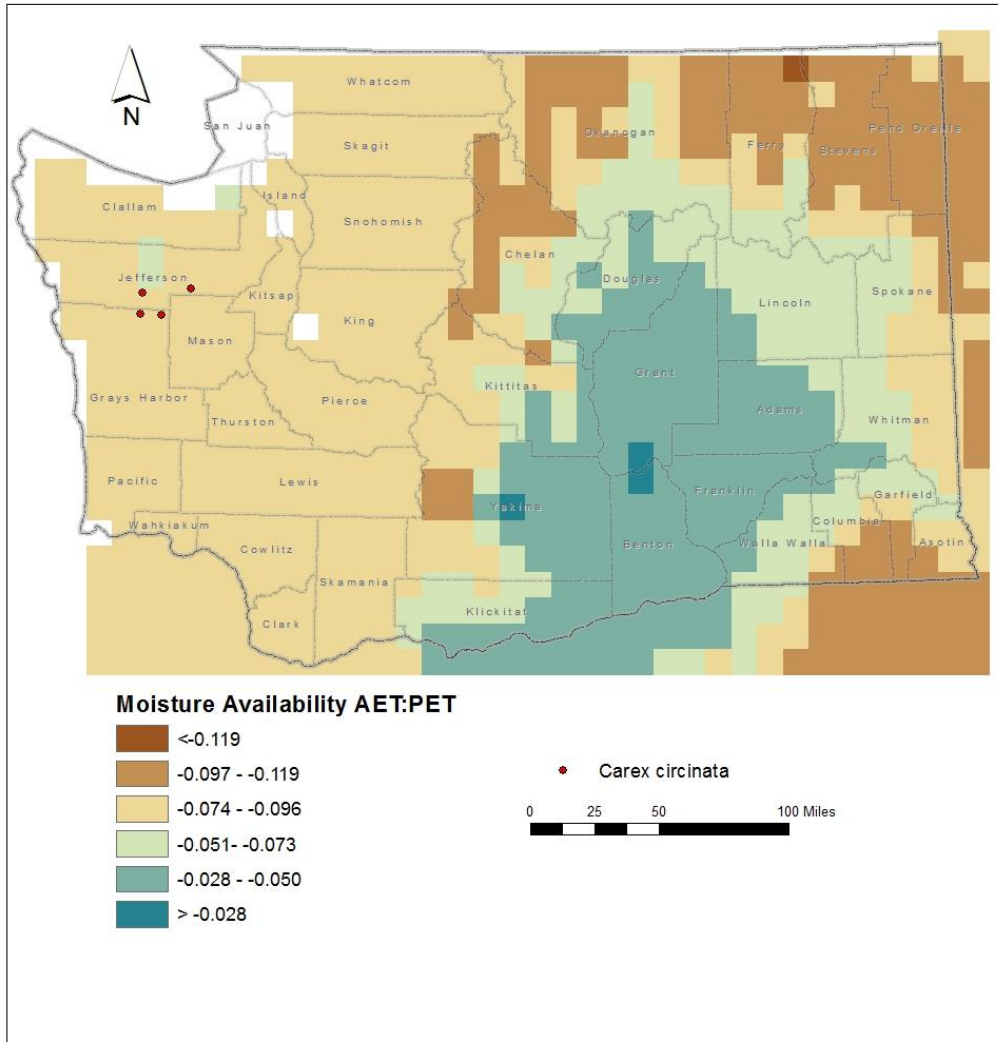 N
Whatcom
San Juan
Okanogan
Pend Oreille
Skagit
Ferry
Stevens
Island
Clallam
Snohomish
Chelan
Jefferson
Douglas
Kitsap
Lincoln
Spokane
King
Mason
Grant
Kittitas
Grays Harbor
Pierce
Adams
Thurston
Whitman
Pacific
Lewis
Franklin
Garfield
Yakima
Wahkiakum
Columbia
Benton
Walla Walla
Asotin
Cowlitz
Skamania
Klickitat
Clark
Moisture Availability AET:PET
<-0.119
-0.097 - -0.119
-0.074 - -0.096
-0.051- -0.073
-0.028 - -0.050
> -0.028
Carex circinata
0 25 50 100 Miles